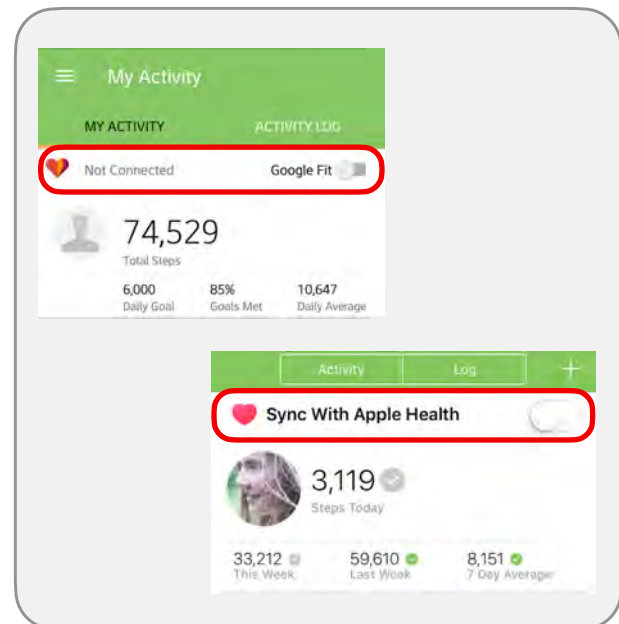 My Activity
MY ACTIVITY ACTIVITY LOG
Not Connected Google Fit
74,529
Total Steps
6,000 85% 10,647
Daily Goal Goals Met Daily Average
Activity Log
Sync With Apple Health
3,119
Steps Today
33,212 59,610 8,151
This Week Last Week 7 Day Average